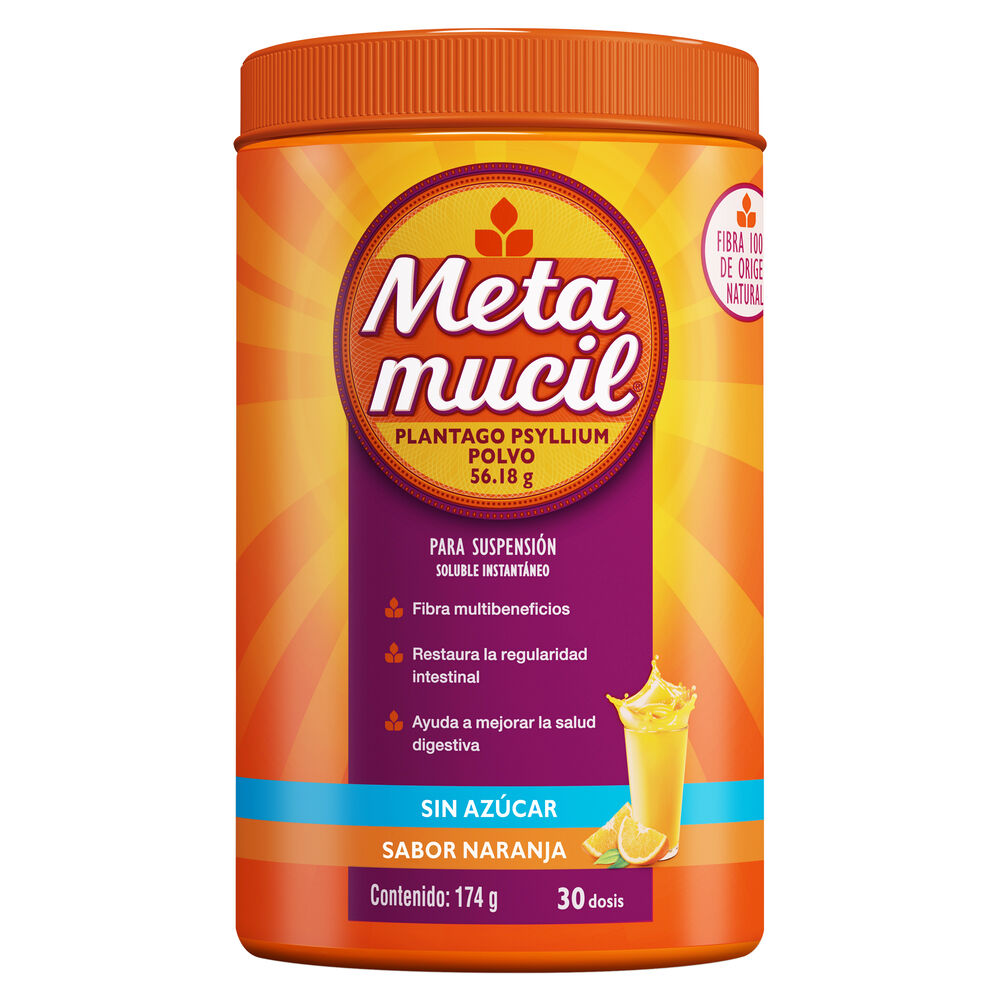 Meta
mucil®
PLANTAGO PSYLLIUM
POLVO
56.18 g
FIBRA 100
DE ORIGE
NATURAL
PARA SUSPENSIÓN
SOLUBLE INSTANTÁNEO
Fibra multibeneficios
Restaura la regularidad
intestinal
Ayuda a mejorar la salud
digestiva
SIN AZÚCAR
SABOR NARANJA
Contenido: 174 g
30 dosis